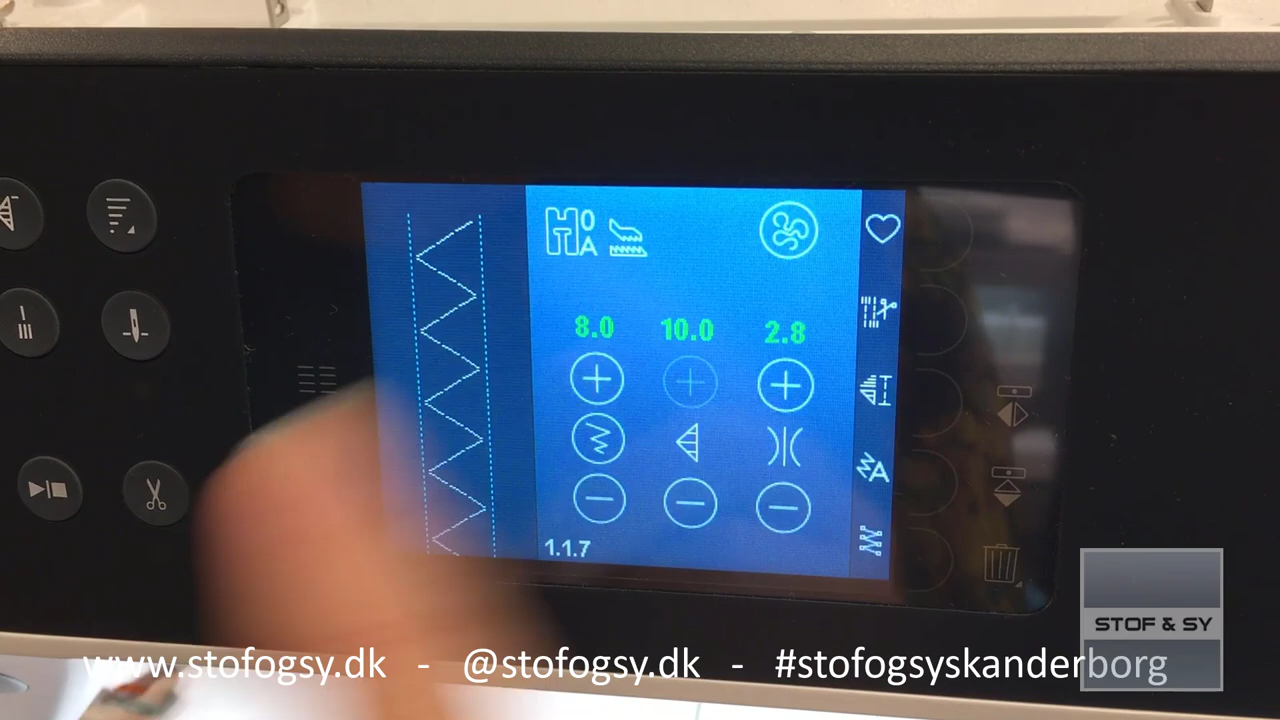 H 0
A
8.0 10.0 2.8
A
1.1.7
STOF & SY
www.stofogsy.dk - @stofogsy.dk - #stofogsyskanderborg